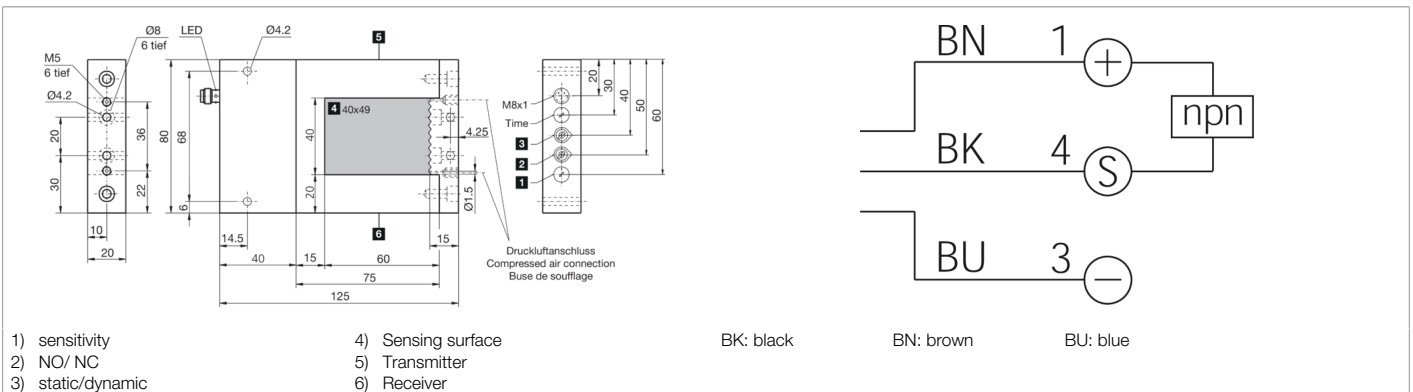 Ø8
6 tief
LED
Ø4.2
5
M5
6 tief
Ø4.2
20
30
36
22
10
20
80
68
6
4 40x49
40
20
14.5
40
15
60
75
125
15
4.25
Ø1.5
6
Druckluftanschluss
Compressed air connection
Buse de soufflage
M8x1
Time
3
2
1
20
30
40
50
60
BN 1 +
npn
BK 4 S
BU 3 −
1) sensitivity
2) NO/ NC
3) static/dynamic
4) Sensing surface
5) Transmitter
6) Receiver
BK: black
BN: brown
BU: blue